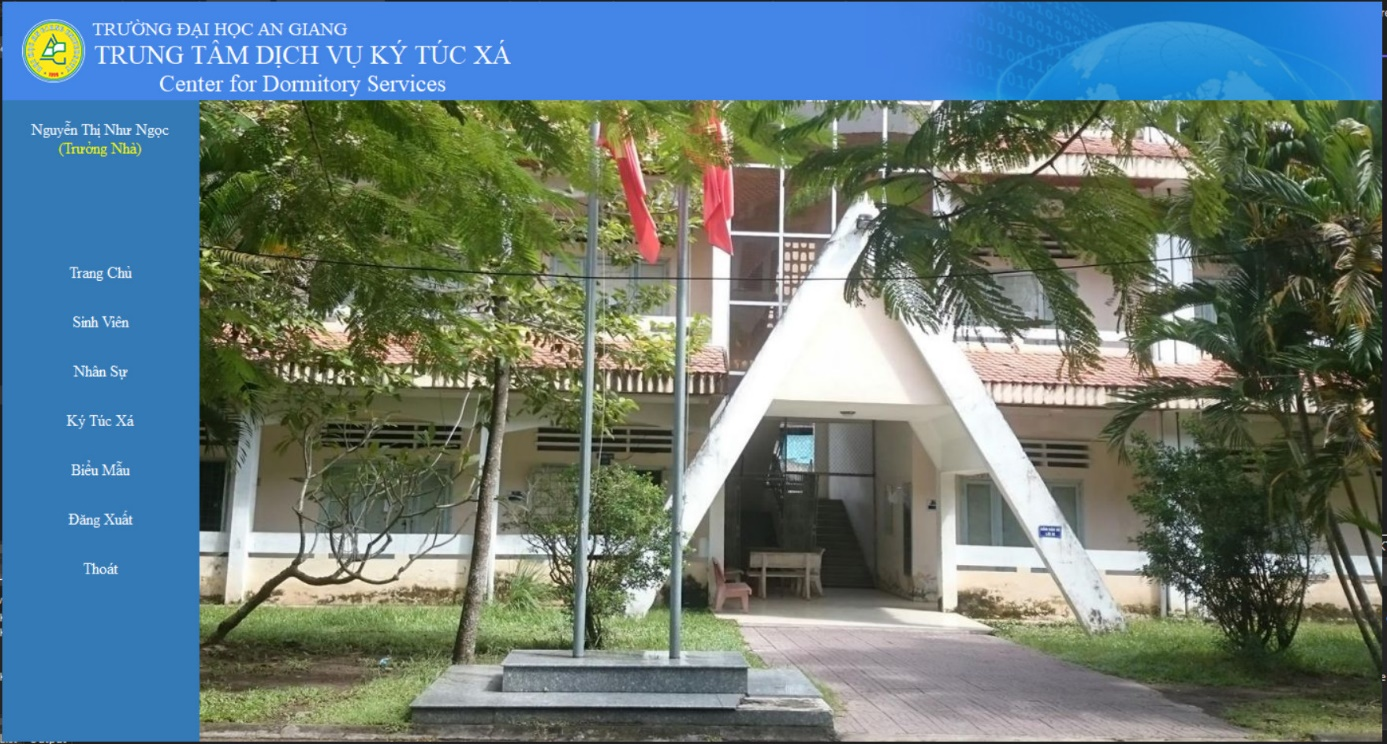 TRƯỜNG ĐẠI HỌC AN GIANG
TRUNG TÂM DỊCH VỤ KÝ TÚC XÁ
Center for Dormitory Services
Nguyễn Thị Như Ngọc
(Trưởng Nhà)
Trang Chủ
Sinh Viên
Nhân Sự
Ký Túc Xá
Biểu Mẫu
Đăng Xuất
Thoát